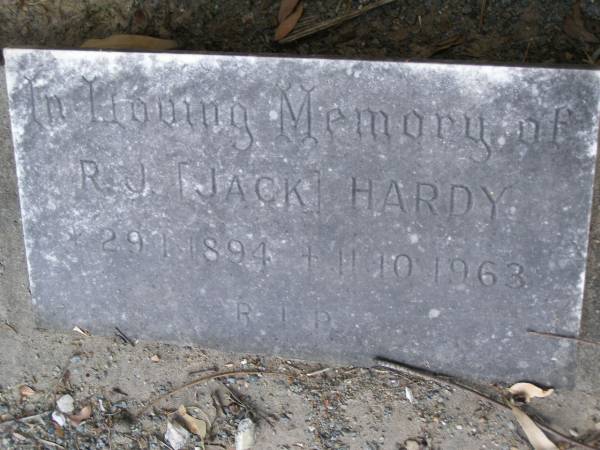 In Loving Memory of
R.J. [JACK] HARDY
* 29.1.1894 + 11.10.1963
R.I.P.